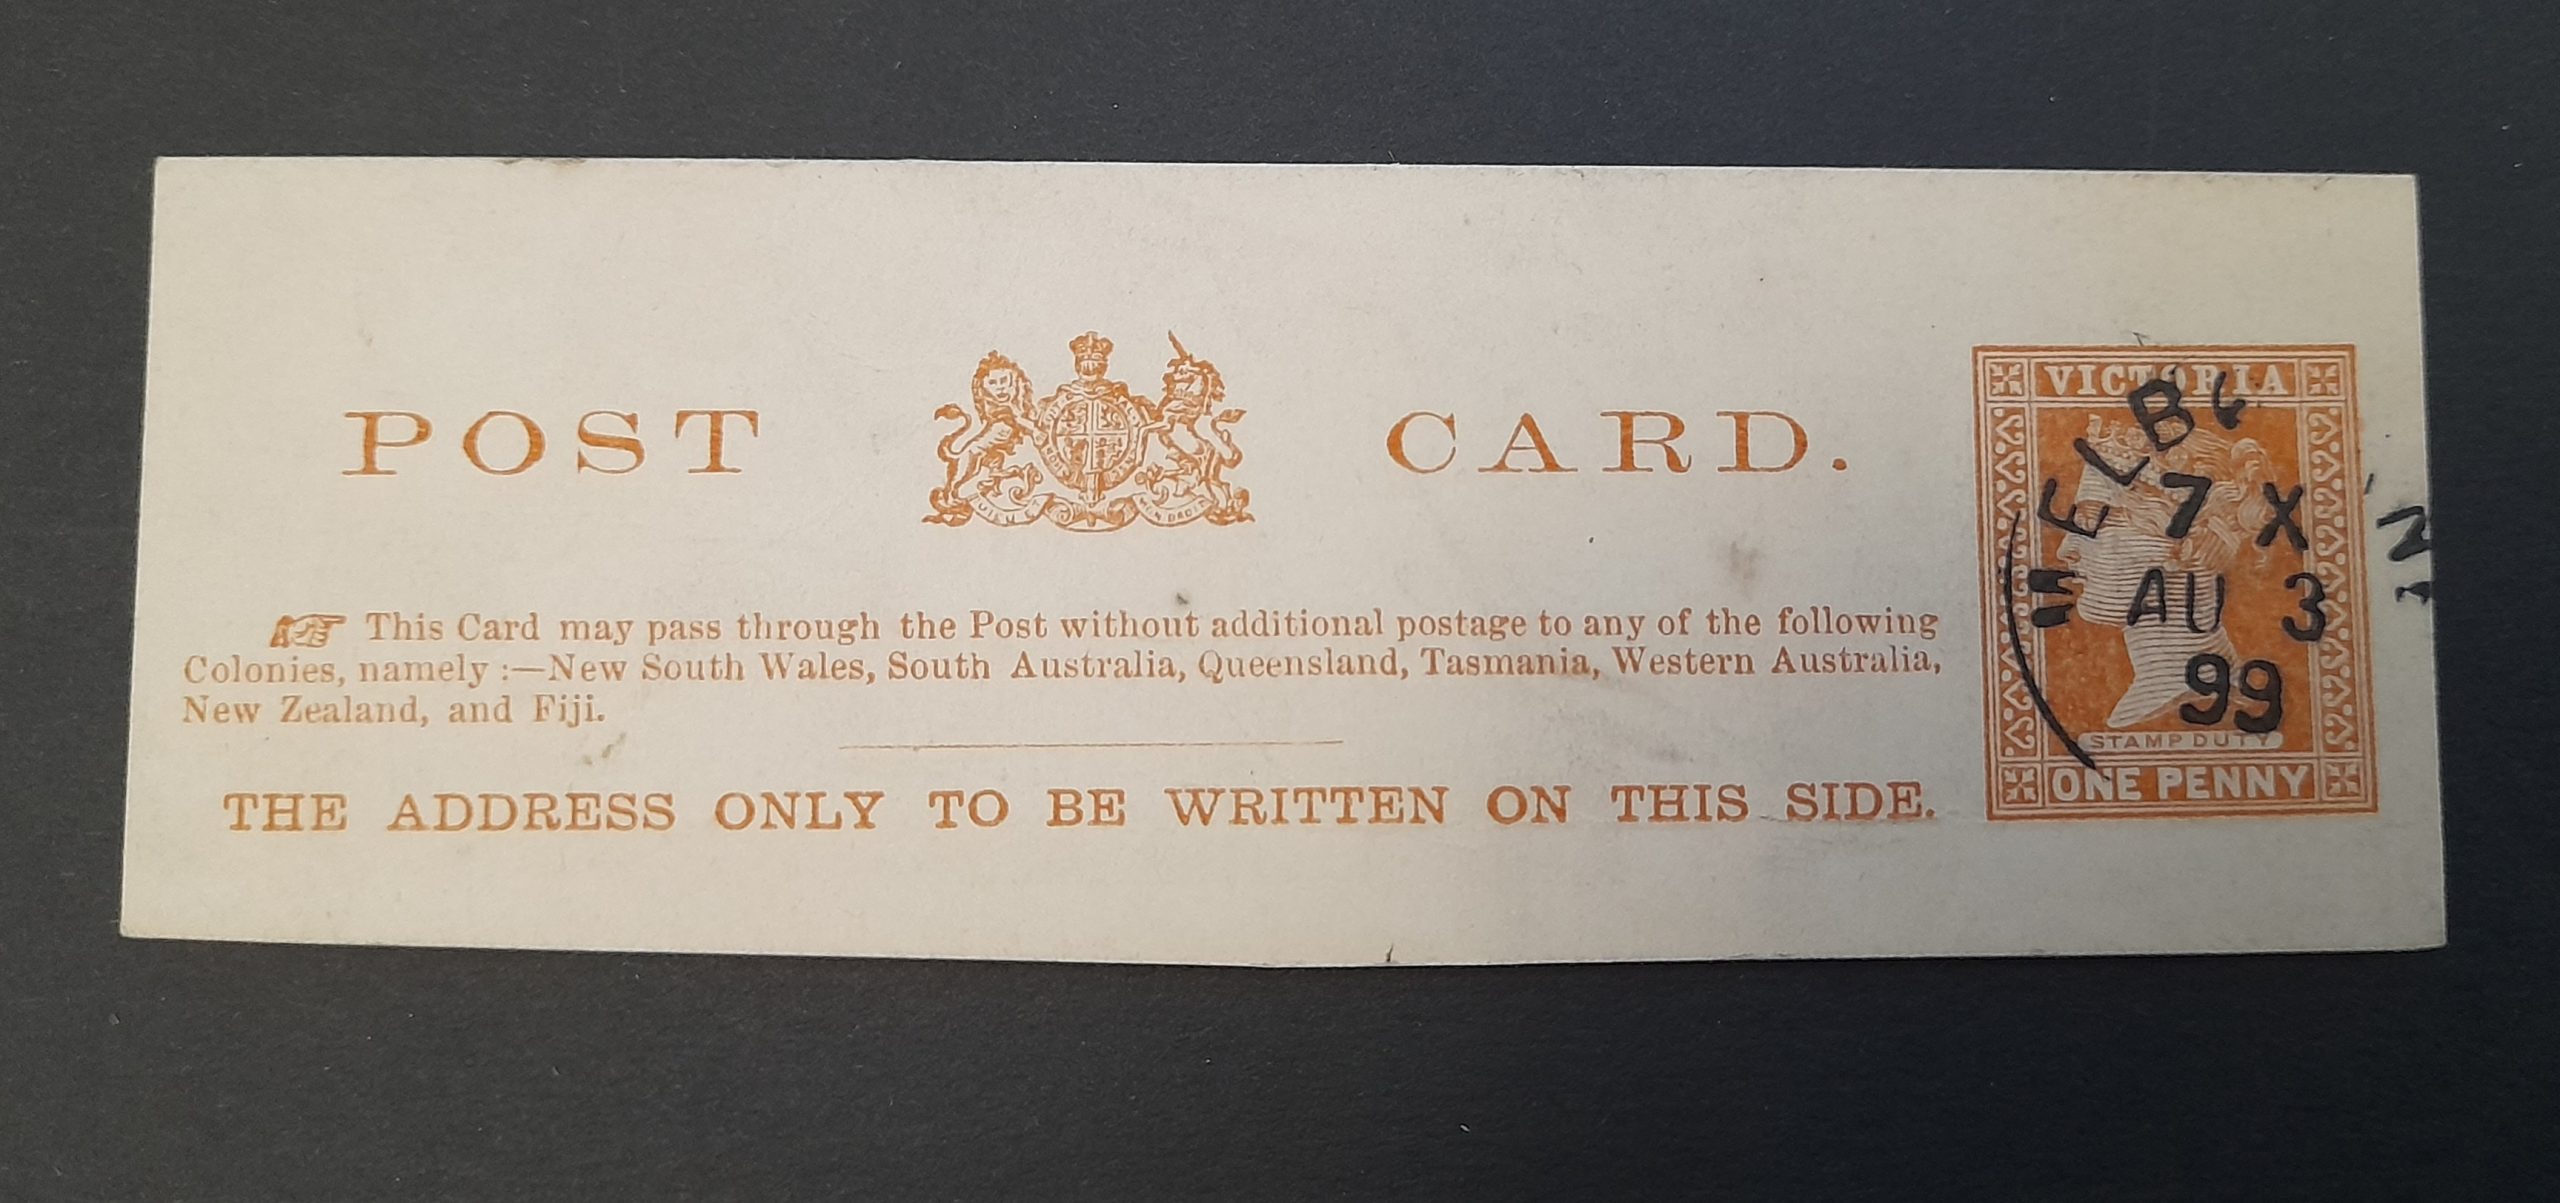 POST CARD.
This Card may pass through the Post without additional postage to any of the following
Colonies, namely :—New South Wales, South Australia, Queensland, Tasmania, Western Australia,
New Zealand, and Fiji.
THE ADDRESS ONLY TO BE WRITTEN ON THIS SIDE.
VICTORIA
STAMP DUTY
ONE PENNY
MELB
7 X
AU 3
99